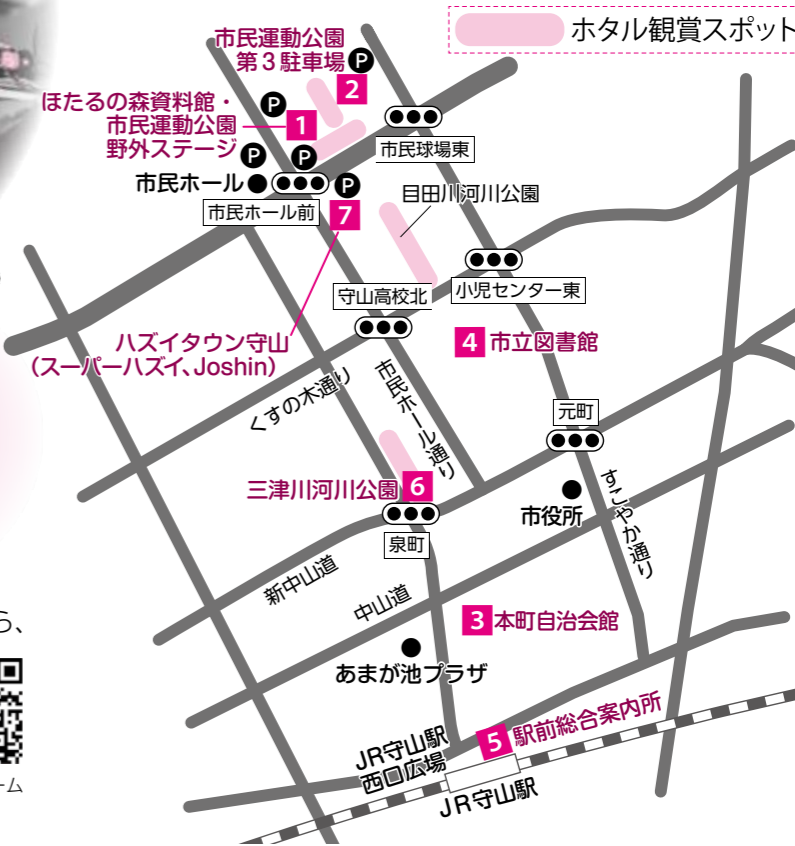 ホタル観賞スポット
市民運動公園
第3駐車場 P
2
P
ほたるの森資料館・
市民運動公園
野外ステージ
1
P
P
P
市民球場東
市民ホール
市民ホール前
7
目田川河川公園
守山高校北
小児センター東
ハズイタウン守山
(スーパーハズイ、Joshin)
4 市立図書館
くすの木通り
市民ホール通り
元町
三津川河川公園 6
泉町
市役所
すこやか通り
新中山道
中山道
3 本町自治会館
あまが池プラザ
5 駅前総合案内所
JR守山駅
西口広場
JR守山駅
ら、
ーム